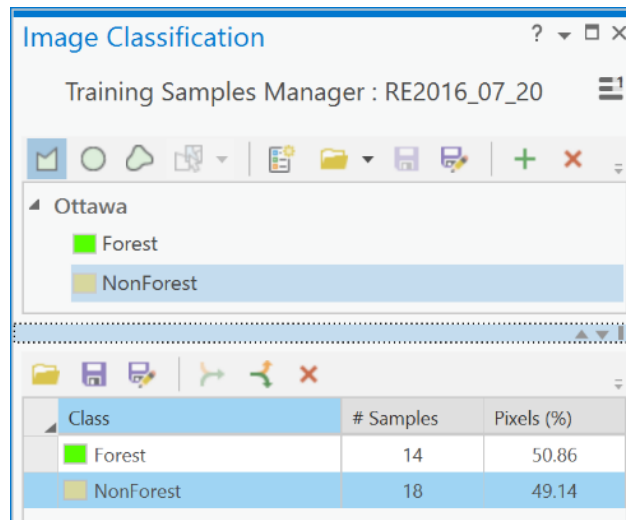 Image Classification ?
Training Samples Manager : RE2016_07_20
Ottawa
Forest
NonForest
Class # Samples Pixels (%)
Forest 14 50.86
NonForest 18 49.14